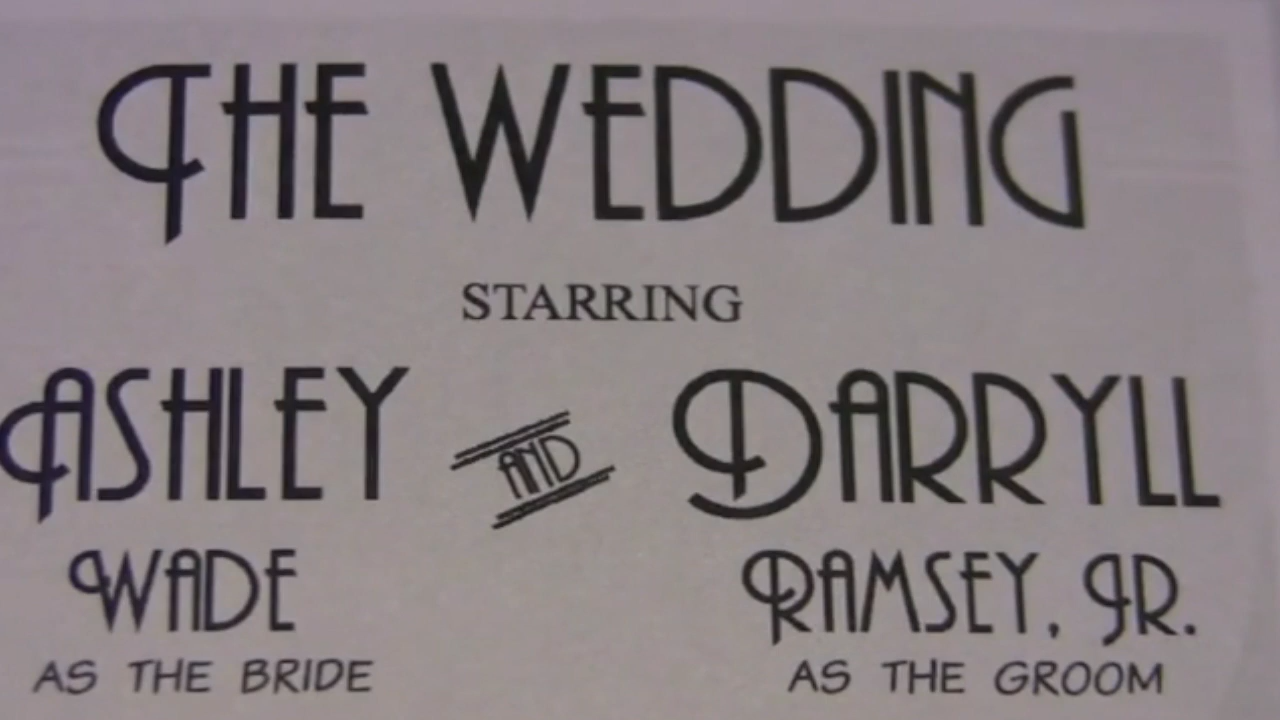 THE WEDDING
STARRING
ASHLEY AND DARRYLL
WADE RAMSEY, JR.
AS THE BRIDE AS THE GROOM